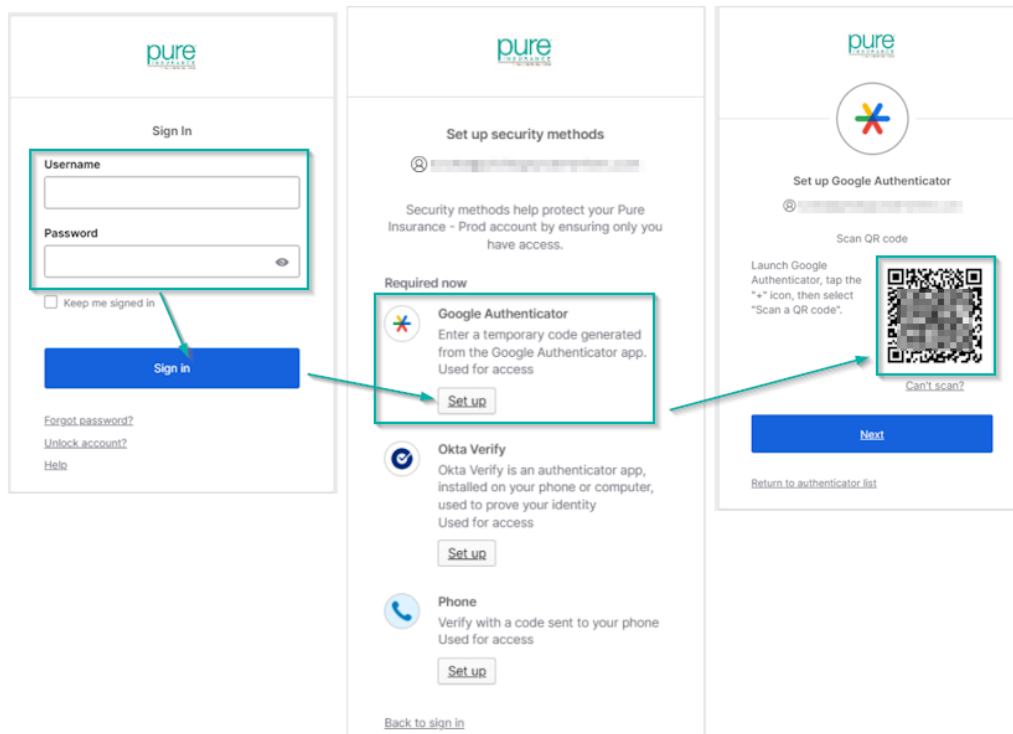 pure
INSURANCE
Sign In
Username
Password
Keep me signed in
Sign in
Forgot password?
Unlock account?
Help
pure
INSURANCE
Set up security methods
Security methods help protect your Pure
Insurance - Prod account by ensuring only you
have access.
Required now
Google Authenticator
Enter a temporary code generated
from the Google Authenticator app.
Used for access
Set up
Okta Verify
Okta Verify is an authenticator app,
installed on your phone or computer,
used to prove your identity
Used for access
Set up
Phone
Verify with a code sent to your phone
Used for access
Set up
Back to sign in
pure
INSURANCE
Set up Google Authenticator
Scan QR code
Launch Google
Authenticator, tap the
"+" icon, then select
"Scan a QR code".
Can't scan?
Next
Return to authenticator list